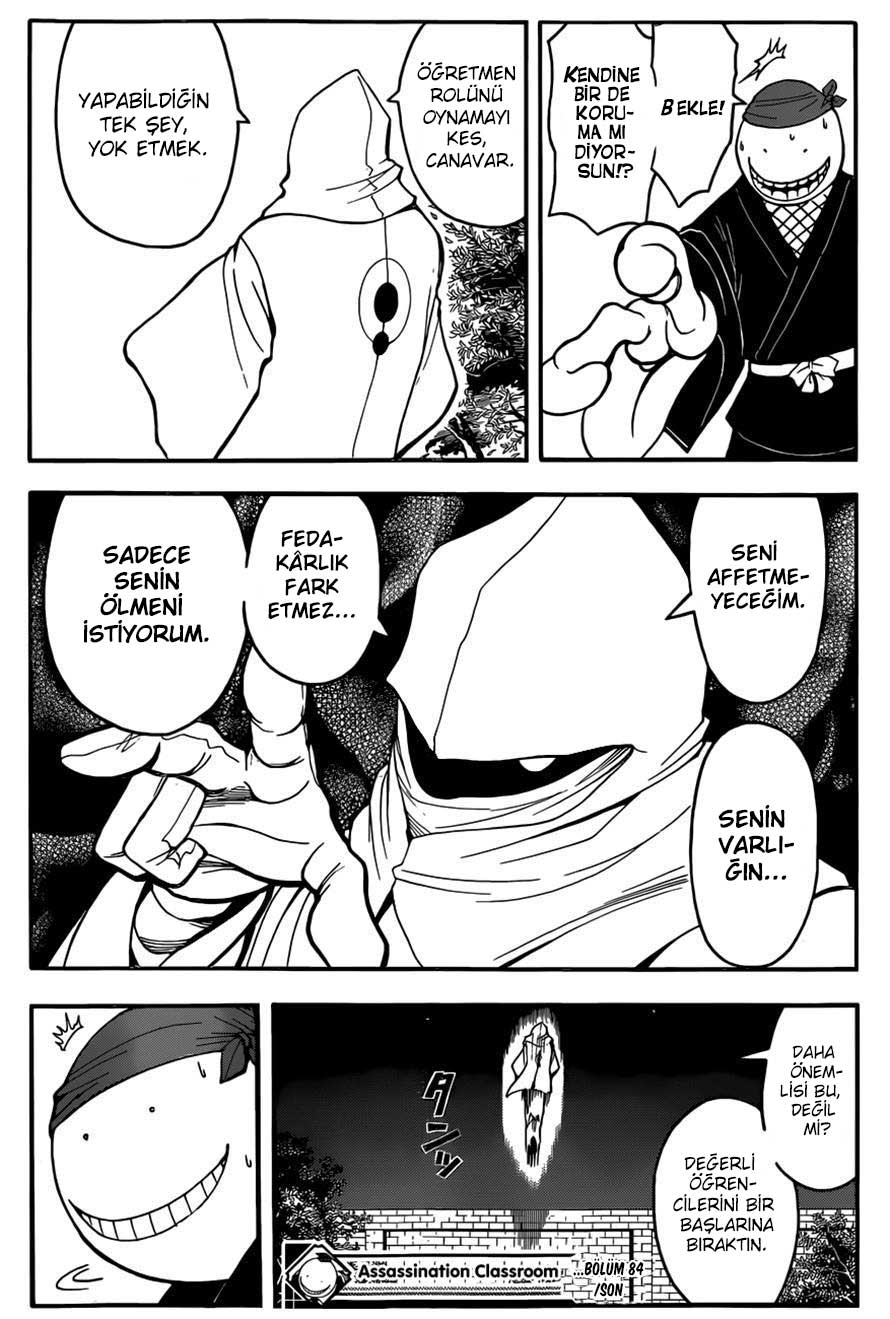 BEKLE!
KENDİNE
BİR DE
KORU-
MA MI
DİYOR-
SUN!?
ÖĞRETMEN
ROLÜNÜ
OYNAMAYI
KES,
CANAVAR.
YAPABİLDİĞİN
TEK ŞEY,
YOK ETMEK.
SENİ
AFFETME-
YECEĞİM.
SENİN
VARLI-
ĞIN...
FEDA-
KÂRLIK
FARK
ETMEZ...
SADECE
SENİN
ÖLMENİ
İSTİYORUM.
DAHA
ÖNEM-
LİSİ BU,
DEĞİL
Mİ?
DEĞERLİ
ÖĞREN-
CİLERİNİ BİR
BAŞLARINA
BIRAKTIN.
タンッ
Assassination Classroom
...BÖLÜM 84
/SON